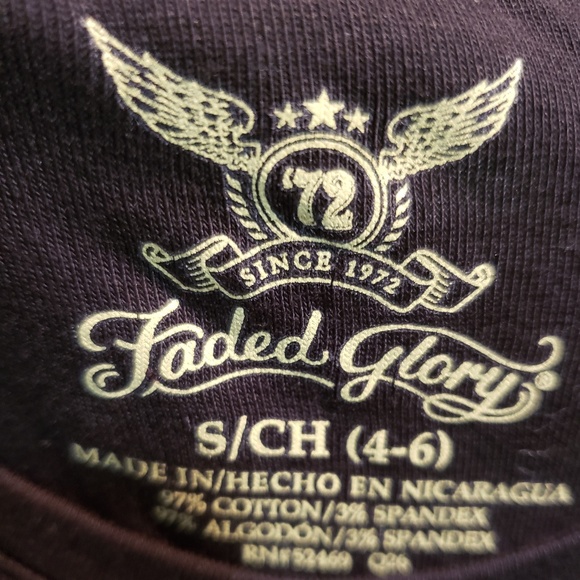 '72
SINCE 1972
Faded Glory®
S/CH (4-6)
MADE IN/HECHO EN NICARAGUA
97% COTTON/3% SPANDEX
97% ALGODÓN/3% SPANDEX
RN# 52469 Q26